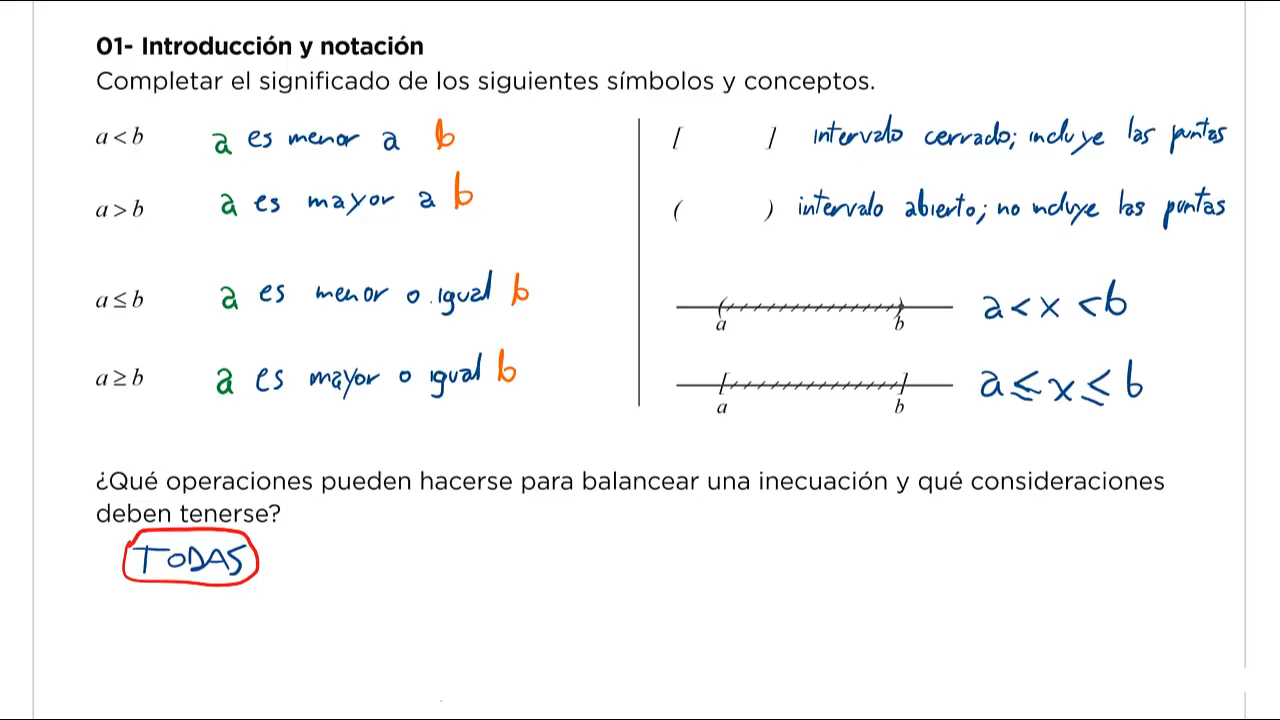 01- Introducción y notación
Completar el significado de los siguientes símbolos y conceptos.
a < b a es menor a b
a > b a es mayor a b
a ≤ b a es menor o igual b
a ≥ b a es mayor o igual b
[ ] intervalo cerrado; incluye las puntas
( ) intervalo abierto; no incluye las puntas
( ) a < x < b
a b
[ ] a ≤ x ≤ b
a b
¿Qué operaciones pueden hacerse para balancear una inecuación y qué consideraciones
deben tenerse?
TODAS